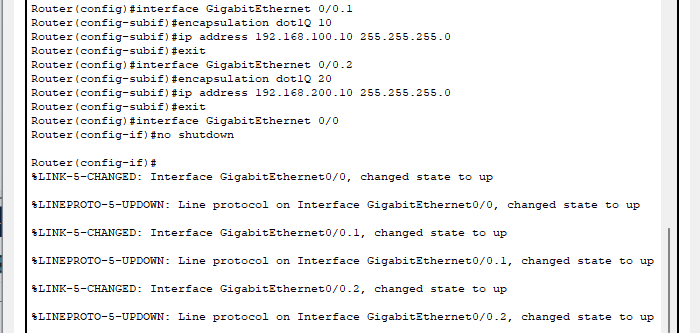 Router(config)#interface GigabitEthernet 0/0.1
Router(config-subif)#encapsulation dot1Q 10
Router(config-subif)#ip address 192.168.100.10 255.255.255.0
Router(config-subif)#exit
Router(config)#interface GigabitEthernet 0/0.2
Router(config-subif)#encapsulation dot1Q 20
Router(config-subif)#ip address 192.168.200.10 255.255.255.0
Router(config-subif)#exit
Router(config)#interface GigabitEthernet 0/0
Router(config-if)#no shutdown
Router(config-if)#
%LINK-5-CHANGED: Interface GigabitEthernet0/0, changed state to up
%LINEPROTO-5-UPDOWN: Line protocol on Interface GigabitEthernet0/0, changed state to up
%LINK-5-CHANGED: Interface GigabitEthernet0/0.1, changed state to up
%LINEPROTO-5-UPDOWN: Line protocol on Interface GigabitEthernet0/0.1, changed state to up
%LINK-5-CHANGED: Interface GigabitEthernet0/0.2, changed state to up
%LINEPROTO-5-UPDOWN: Line protocol on Interface GigabitEthernet0/0.2, changed state to up